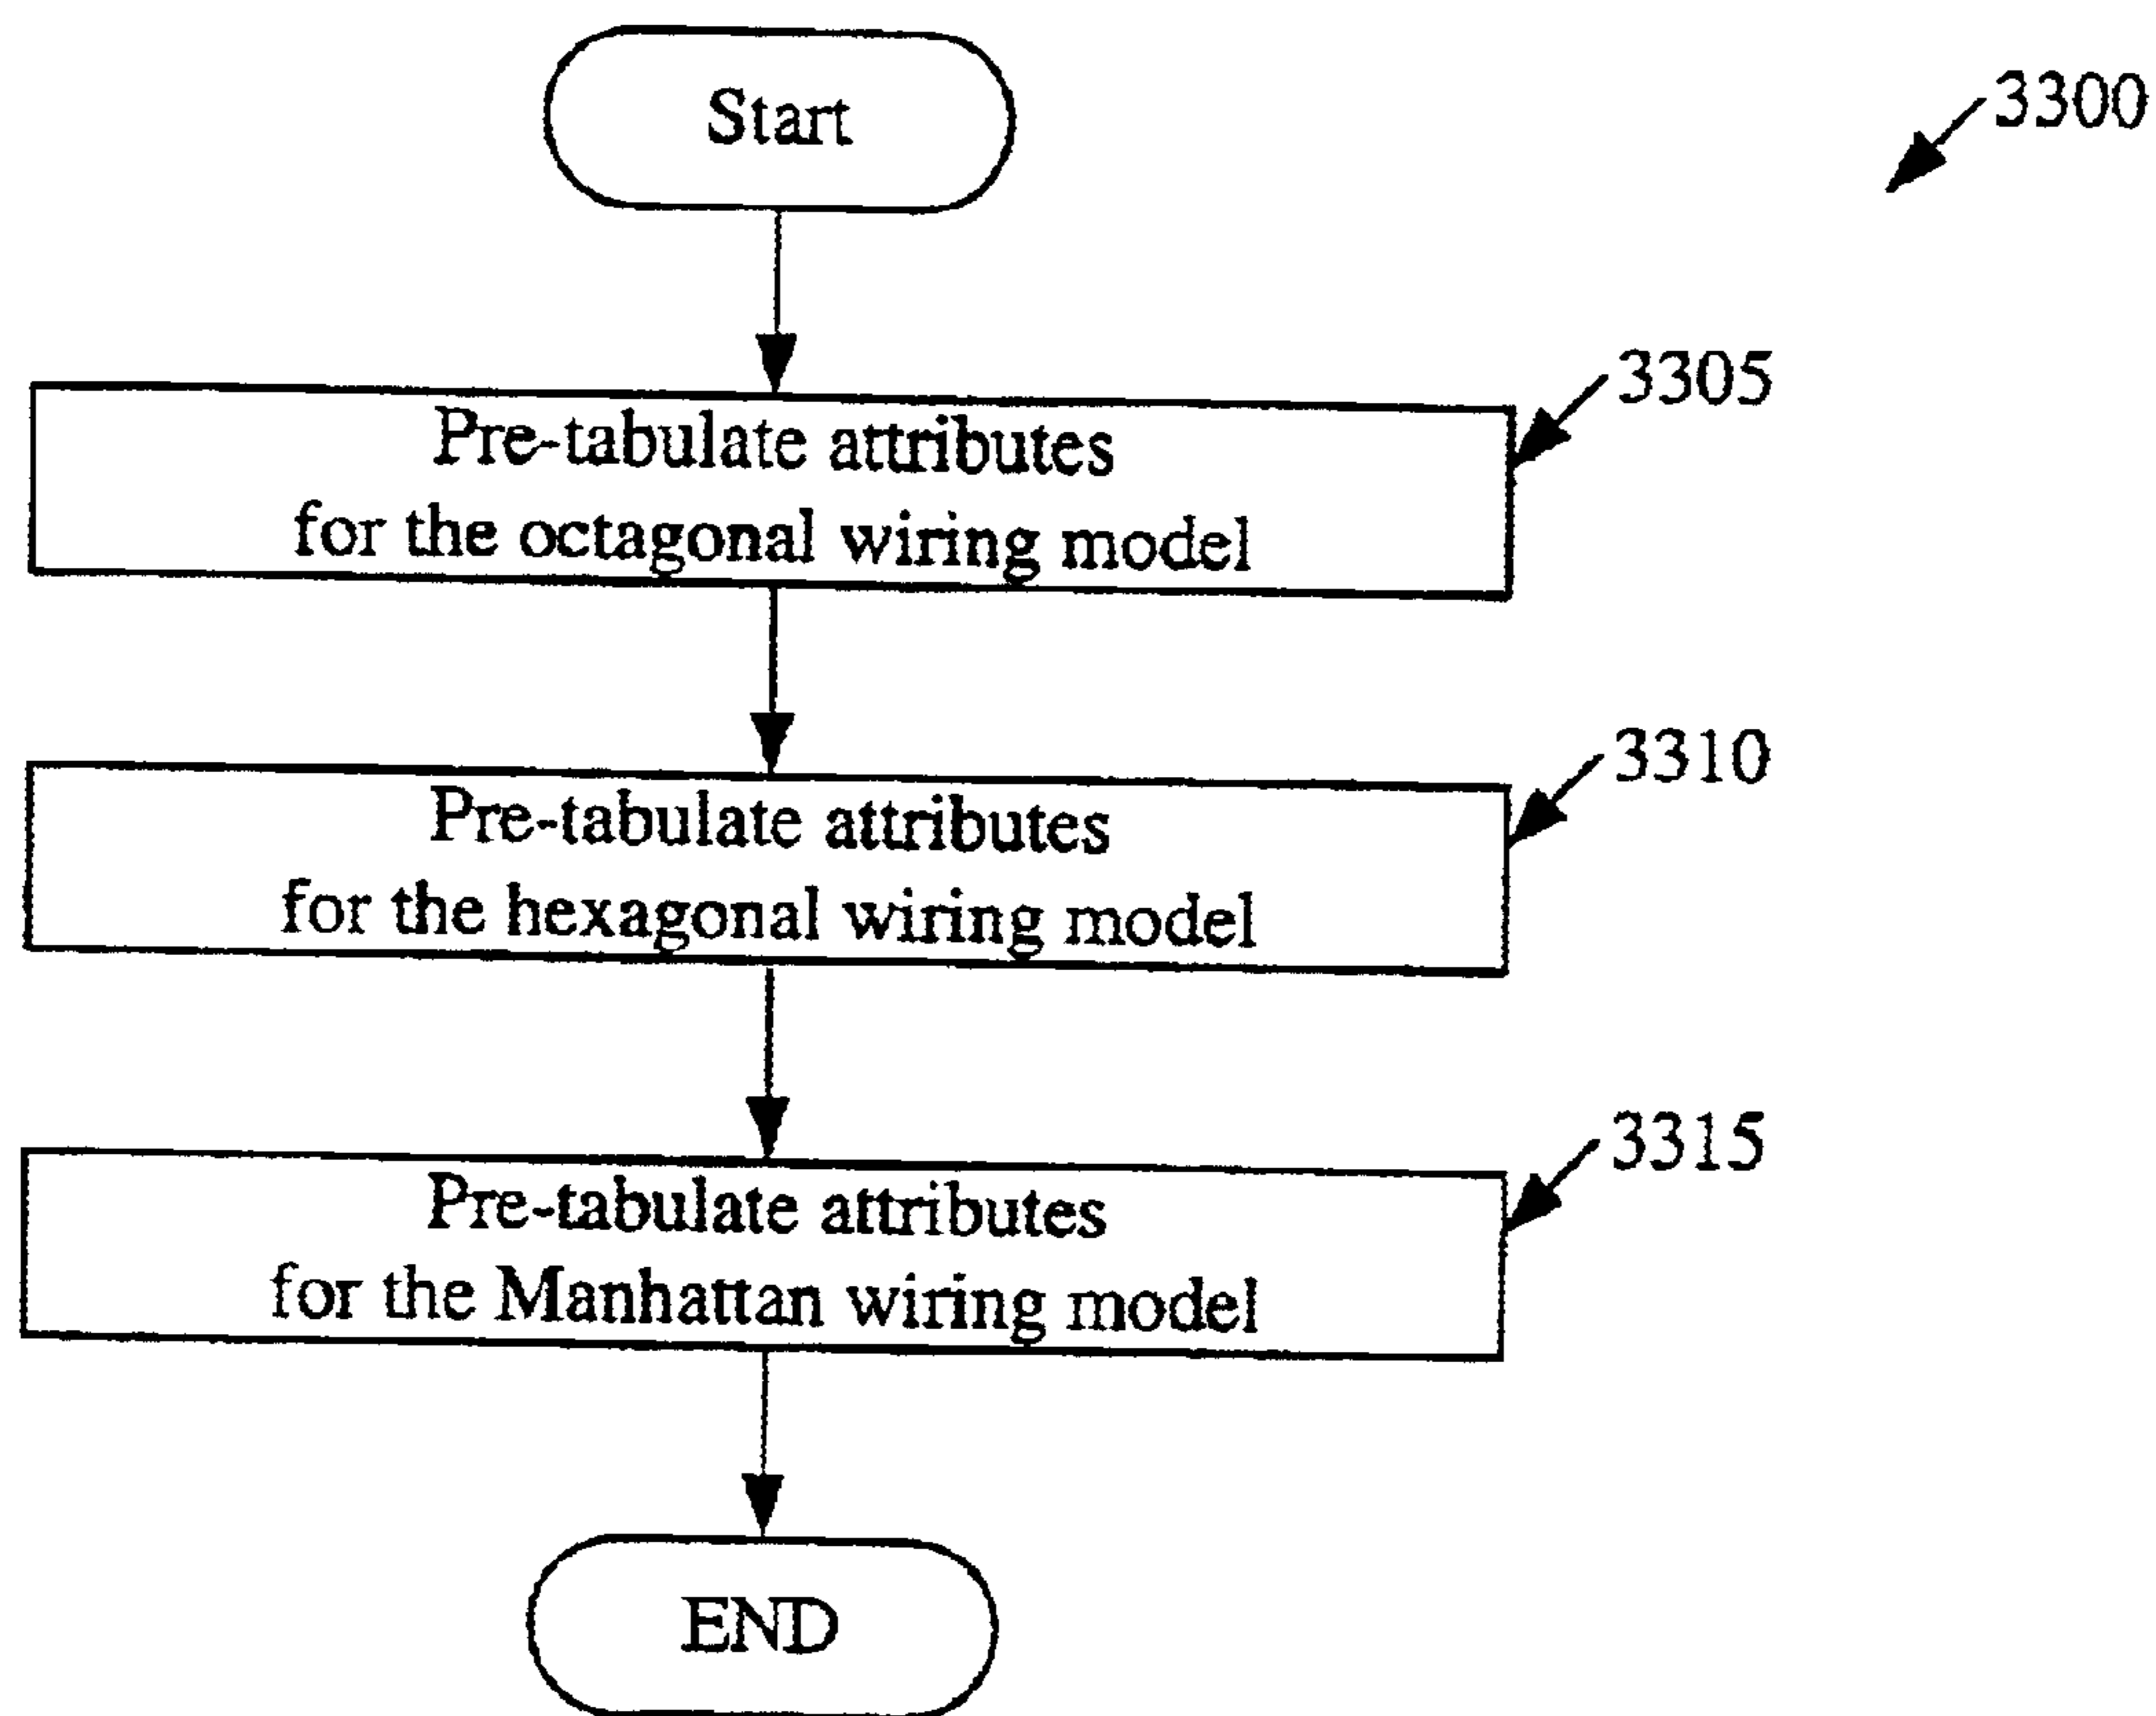 Start
3300
3305
Pre-tabulate attributes
for the octagonal wiring model
3310
Pre-tabulate attributes
for the hexagonal wiring model
3315
Pre-tabulate attributes
for the Manhattan wiring model
END